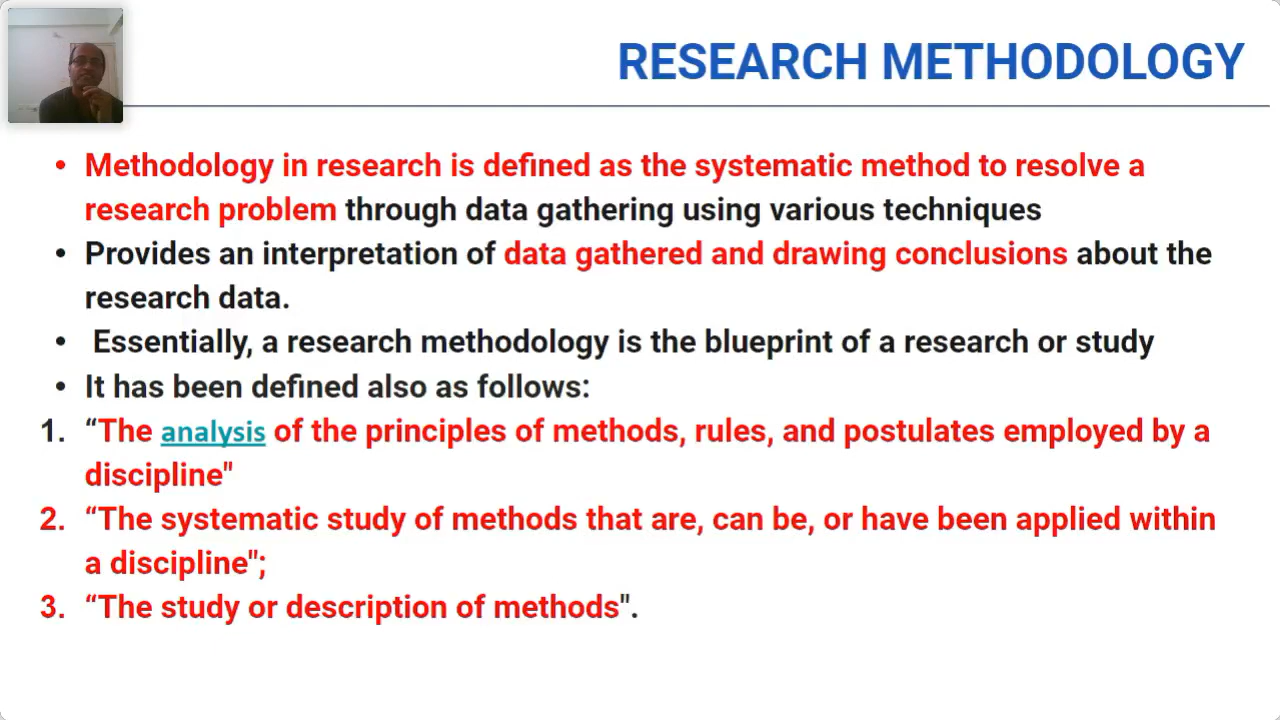 RESEARCH METHODOLOGY
• Methodology in research is defined as the systematic method to resolve a
research problem through data gathering using various techniques
• Provides an interpretation of data gathered and drawing conclusions about the
research data.
• Essentially, a research methodology is the blueprint of a research or study
• It has been defined also as follows:
1. “The analysis of the principles of methods, rules, and postulates employed by a
discipline"
2. “The systematic study of methods that are, can be, or have been applied within
a discipline";
3. “The study or description of methods".